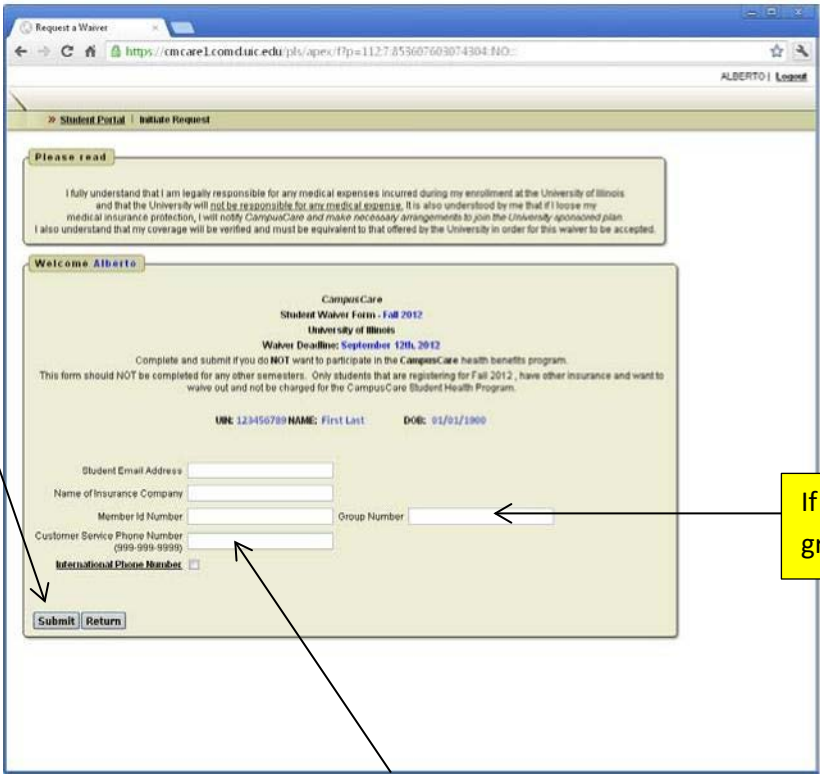 Request a Waiver
https://cmcare1.comd.uic.edu/pls/apex/f?p=112:7:853607603074304:NO::
ALBERTO | Logout
» Student Portal | Initiate Request
Please read
I fully understand that I am legally responsible for any medical expenses incurred during my enrollment at the University of Illinois
and that the University will not be responsible for any medical expense. It is also understood by me that if I loose my
medical insurance protection, I will notify CampusCare and make necessary arrangements to join the University sponsored plan.
I also understand that my coverage will be verified and must be equivalent to that offered by the University in order for this waiver to be accepted.
Welcome Alberto
CampusCare
Student Waiver Form - Fall 2012
University of Illinois
Waiver Deadline: September 12th, 2012
Complete and submit if you do NOT want to participate in the CampusCare health benefits program.
This form should NOT be completed for any other semesters. Only students that are registering for Fall 2012 , have other insurance and want to
waive out and not be charged for the CampusCare Student Health Program.
UIN: 123456789 NAME: First Last DOB: 01/01/1900
Student Email Address
Name of Insurance Company
Member Id Number Group Number
If
gr
Customer Service Phone Number
(999-999-9999)
International Phone Number
Submit Return